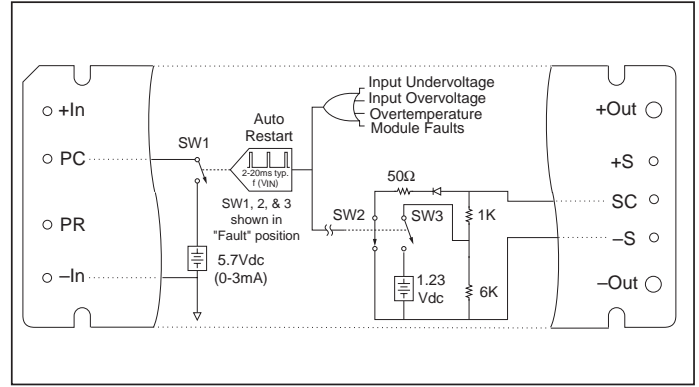 +In
PC
PR
–In
SW1
Auto
Restart
2-20ms typ.
f (VIN)
SW1, 2, & 3
shown in
"Fault" position
5.7Vdc
(0-3mA)
Input Undervoltage
Input Overvoltage
Overtemperature
Module Faults
50Ω
SW2
SW3
1K
1.23
Vdc
6K
+Out
+S
SC
–S
–Out